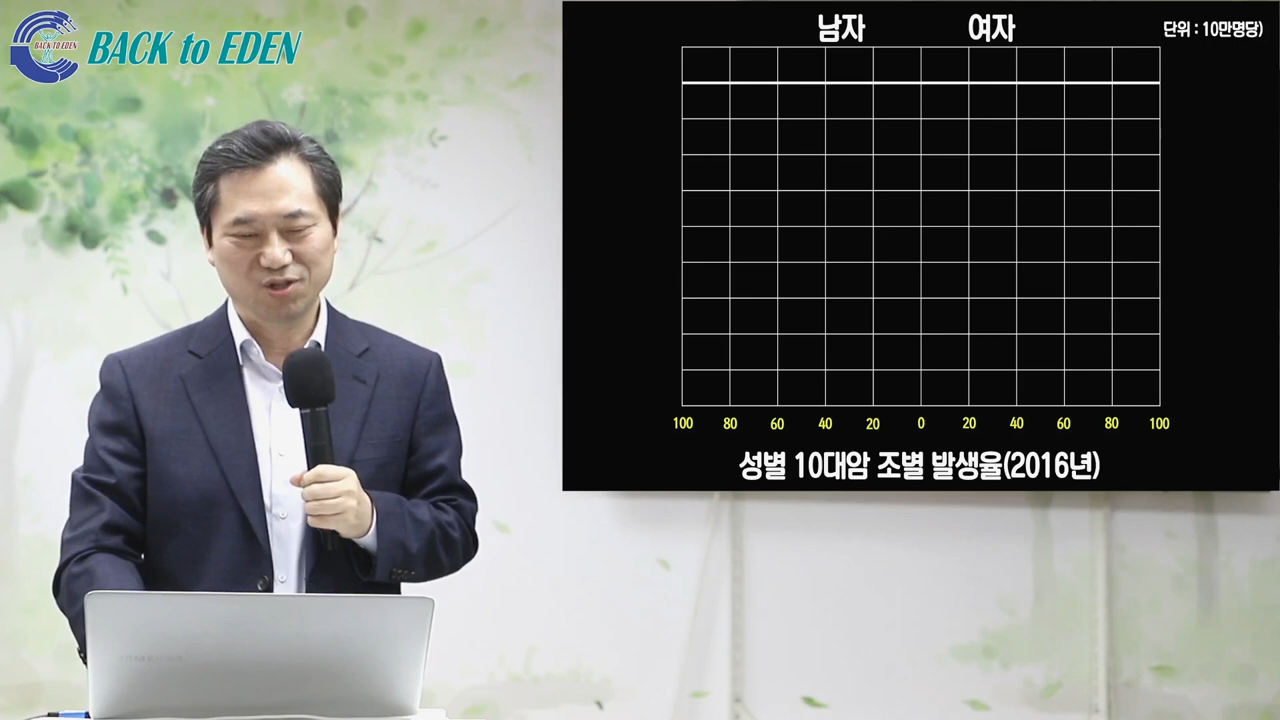 BACK TO EDEN
BACK to EDEN
남자 여자
단위 : 10만명당)
100 80 60 40 20 0 20 40 60 80 100
성별 10대암 조별 발생율(2016년)